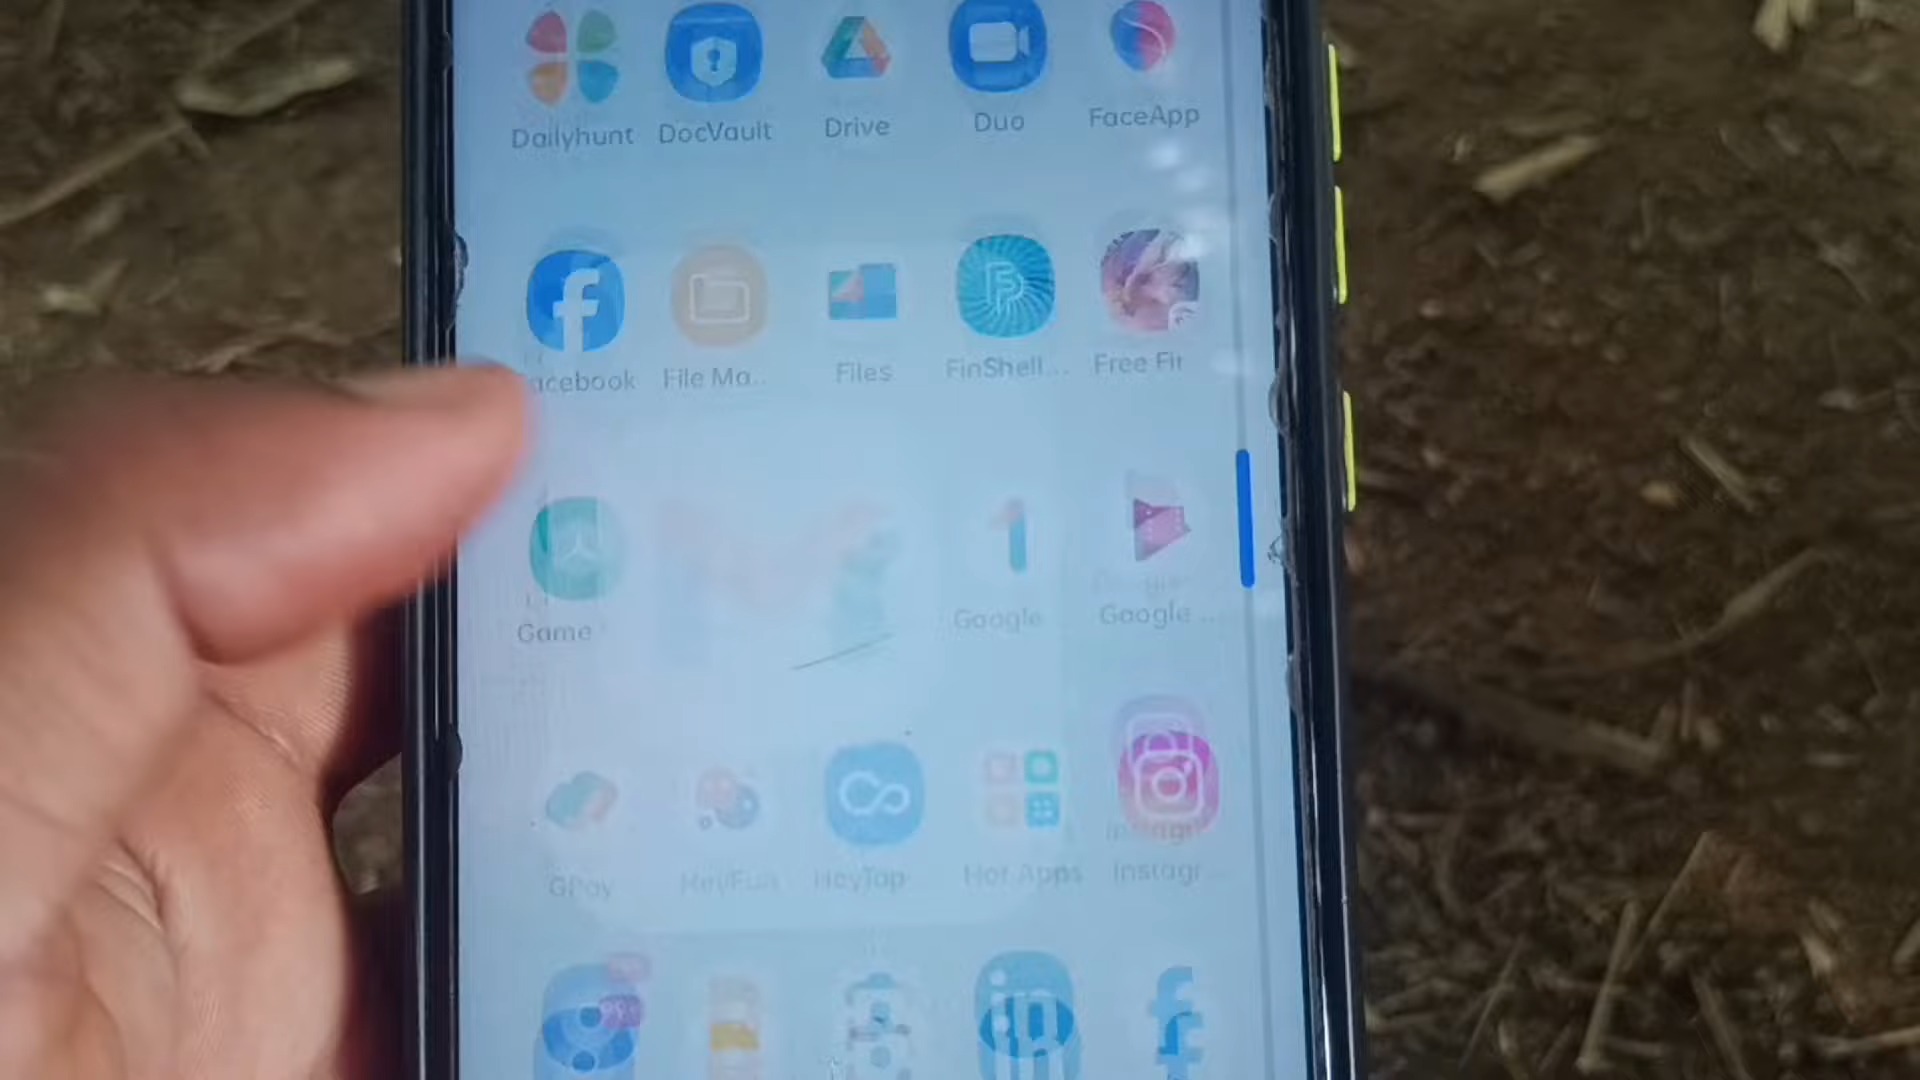 Dailyhunt DocVault Drive Duo FaceApp
acebook File Ma... Files FinShell... Free Fir
Game Google Google ...
GPay HeyFun HeyTap Hot Apps Instagr...